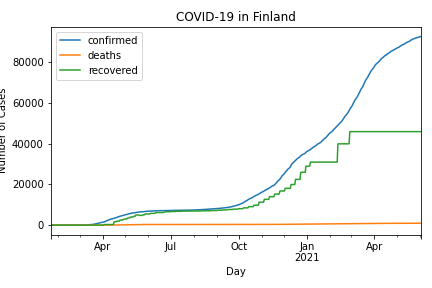 COVID-19 in Finland
confirmed
deaths
recovered
80000
60000
40000
20000
0
Number of Cases
Apr
Jul
Oct
Jan
2021
Apr
Day